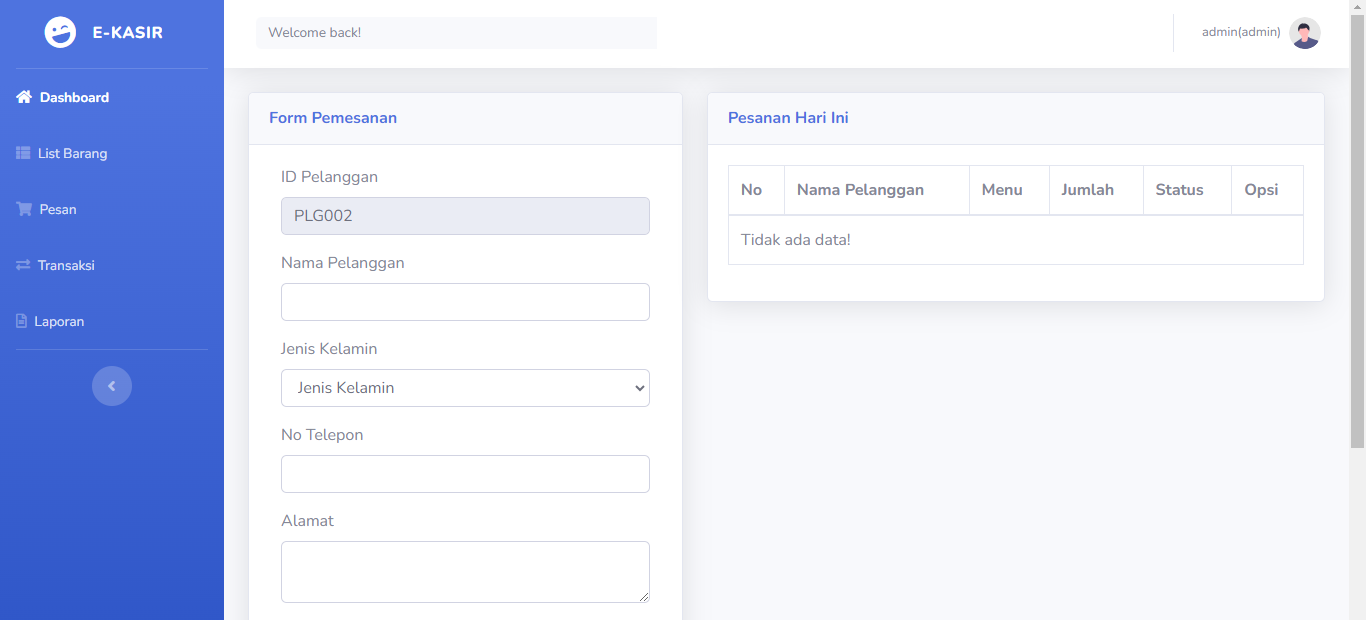 E-KASIR
Dashboard
List Barang
Pesan
Transaksi
Laporan
Welcome back!
admin(admin)
Form Pemesanan
ID Pelanggan
PLG002
Nama Pelanggan
Jenis Kelamin
Jenis Kelamin
No Telepon
Alamat
Pesanan Hari Ini
No Nama Pelanggan Menu Jumlah Status Opsi
Tidak ada data!